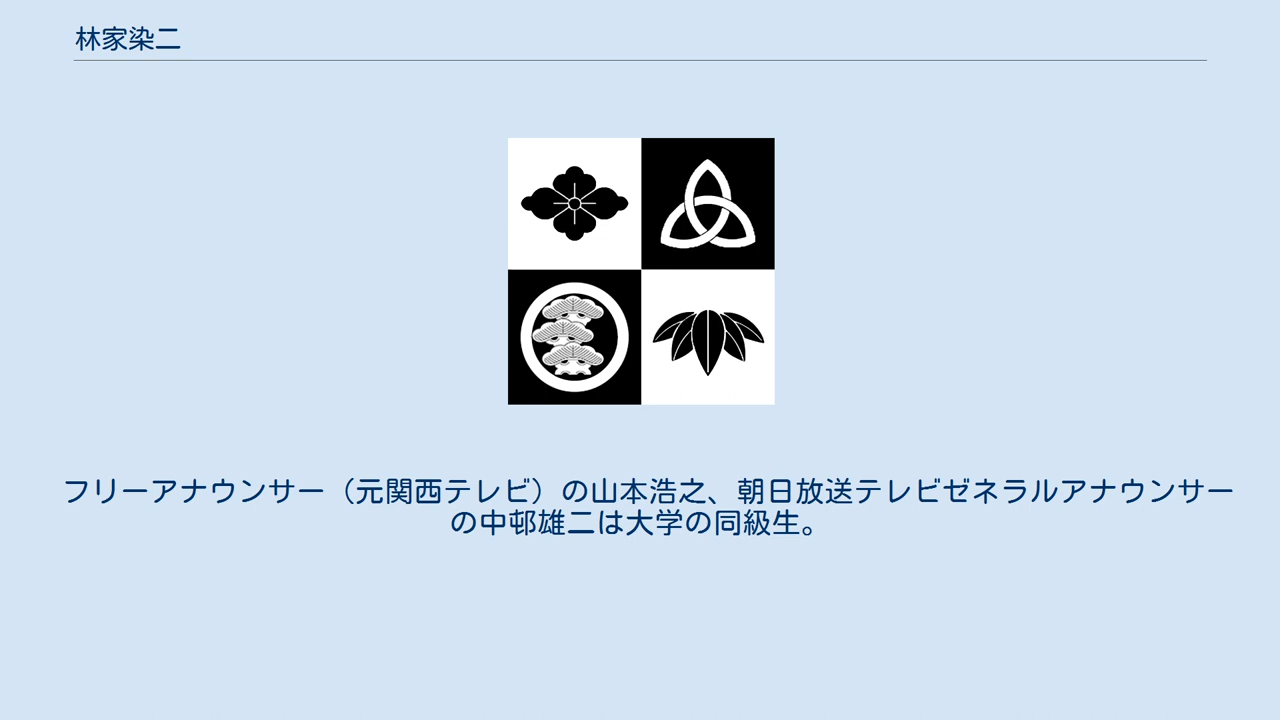 林家染二
フリーアナウンサー（元関西テレビ）の山本浩之、朝日放送テレビゼネラルアナウンサー
の中邨雄二は大学の同級生。